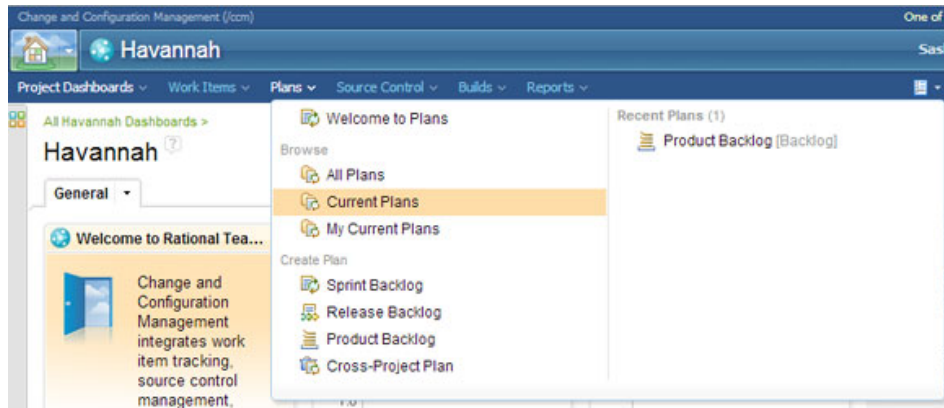 Change and Configuration Management (/ccm)
One of
Havannah
Sas
Project Dashboards
Work Items
Plans
Source Control
Builds
Reports
All Havannah Dashboards >
Havannah ?
General
Welcome to Rational Tea...
Change and
Configuration
Management
integrates work
item tracking,
source control
management,
Welcome to Plans
Browse
All Plans
Current Plans
My Current Plans
Create Plan
Sprint Backlog
Release Backlog
Product Backlog
Cross-Project Plan
Recent Plans (1)
Product Backlog [Backlog]